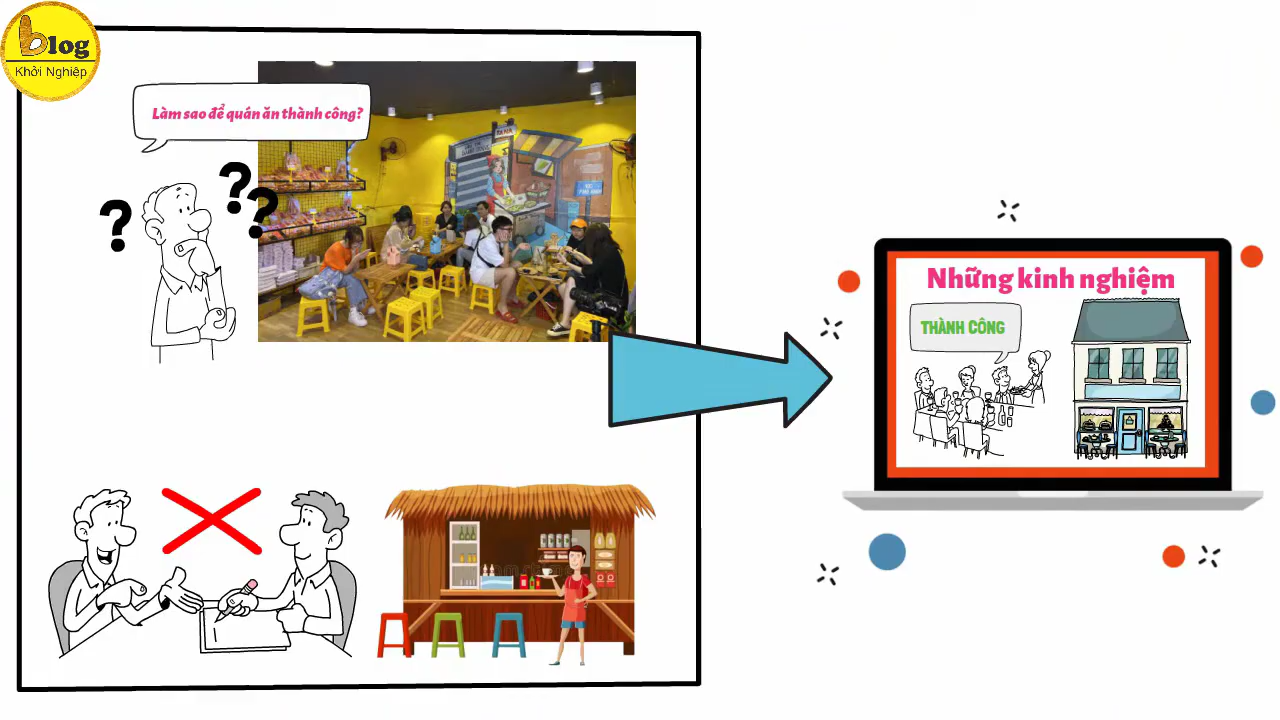 blog
Khởi Nghiệp
Làm sao để quán ăn thành công?
?
?
?
Những kinh nghiệm
THÀNH CÔNG